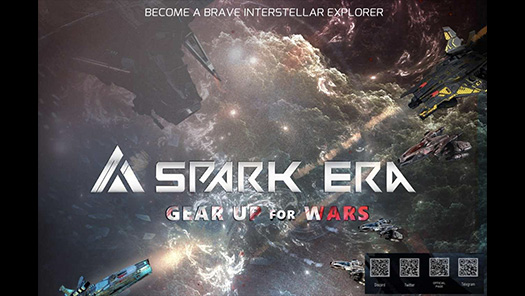 BECOME A BRAVE INTERSTELLAR EXPLORER
SPARK ERA
GEAR UP FOR WARS
Discord Twitter Telegram